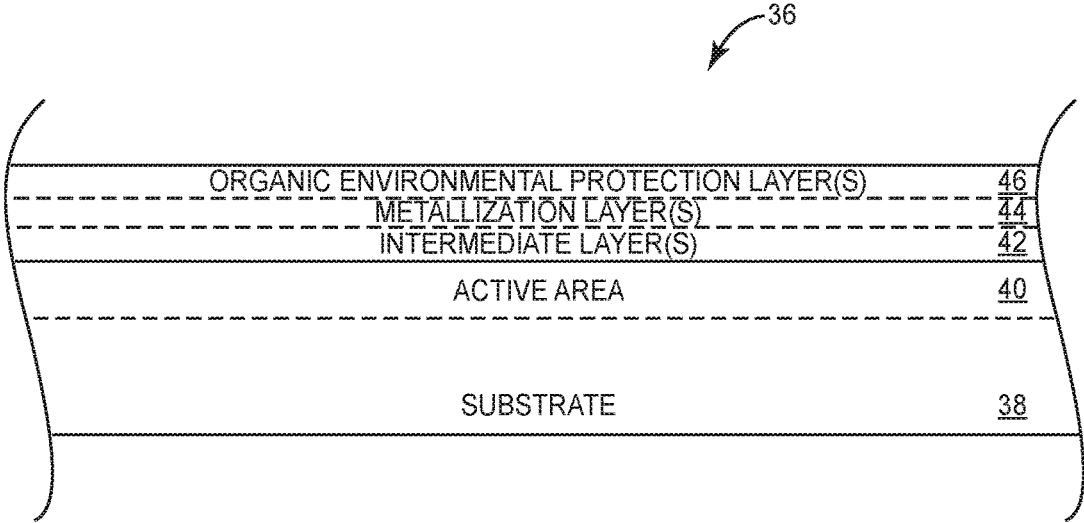 36
ORGANIC ENVIRONMENTAL PROTECTION LAYER(S) 46
METALLIZATION LAYER(S) 44
INTERMEDIATE LAYER(S) 42
ACTIVE AREA 40
SUBSTRATE 38